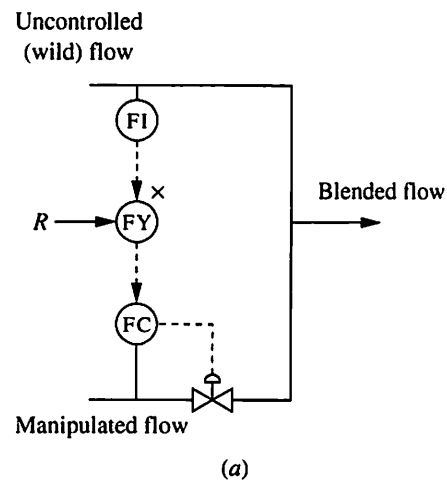 Uncontrolled
(wild) flow
FI
×
R
FY
Blended flow
FC
Manipulated flow
(a)